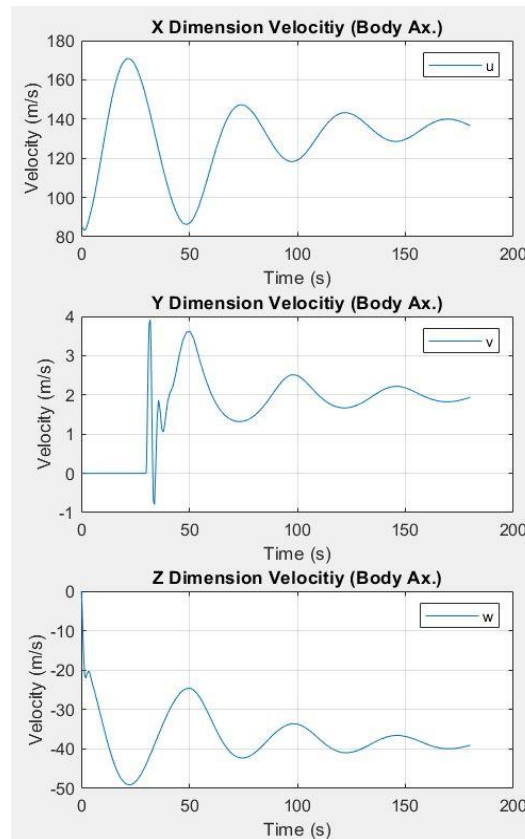 X Dimension Velocitiy (Body Ax.)
180
160
140
120
100
80
Velocity (m/s)
u
0
50
100
150
200
Time (s)
Y Dimension Velocitiy (Body Ax.)
4
3
2
1
0
-1
Velocity (m/s)
v
0
50
100
150
200
Time (s)
Z Dimension Velocitiy (Body Ax.)
0
-10
-20
-30
-40
-50
Velocity (m/s)
w
0
50
100
150
200
Time (s)